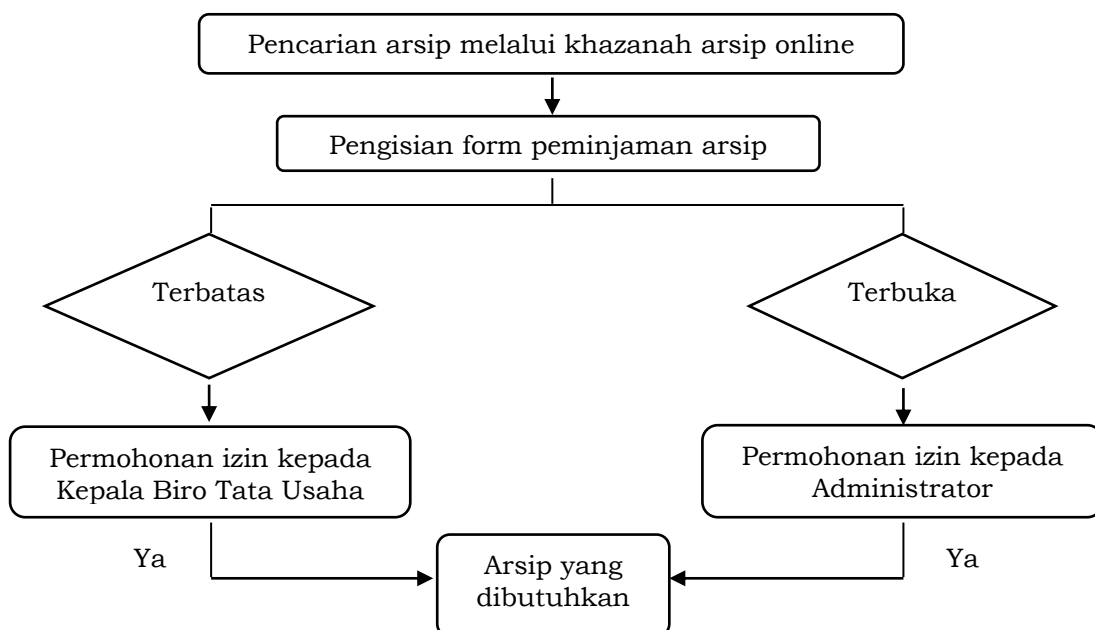 Pencarian arsip melalui khazanah arsip online
Pengisian form peminjaman arsip
Terbatas
Terbuka
Permohonan izin kepada
Kepala Biro Tata Usaha
Permohonan izin kepada
Administrator
Ya
Arsip yang
dibutuhkan
Ya